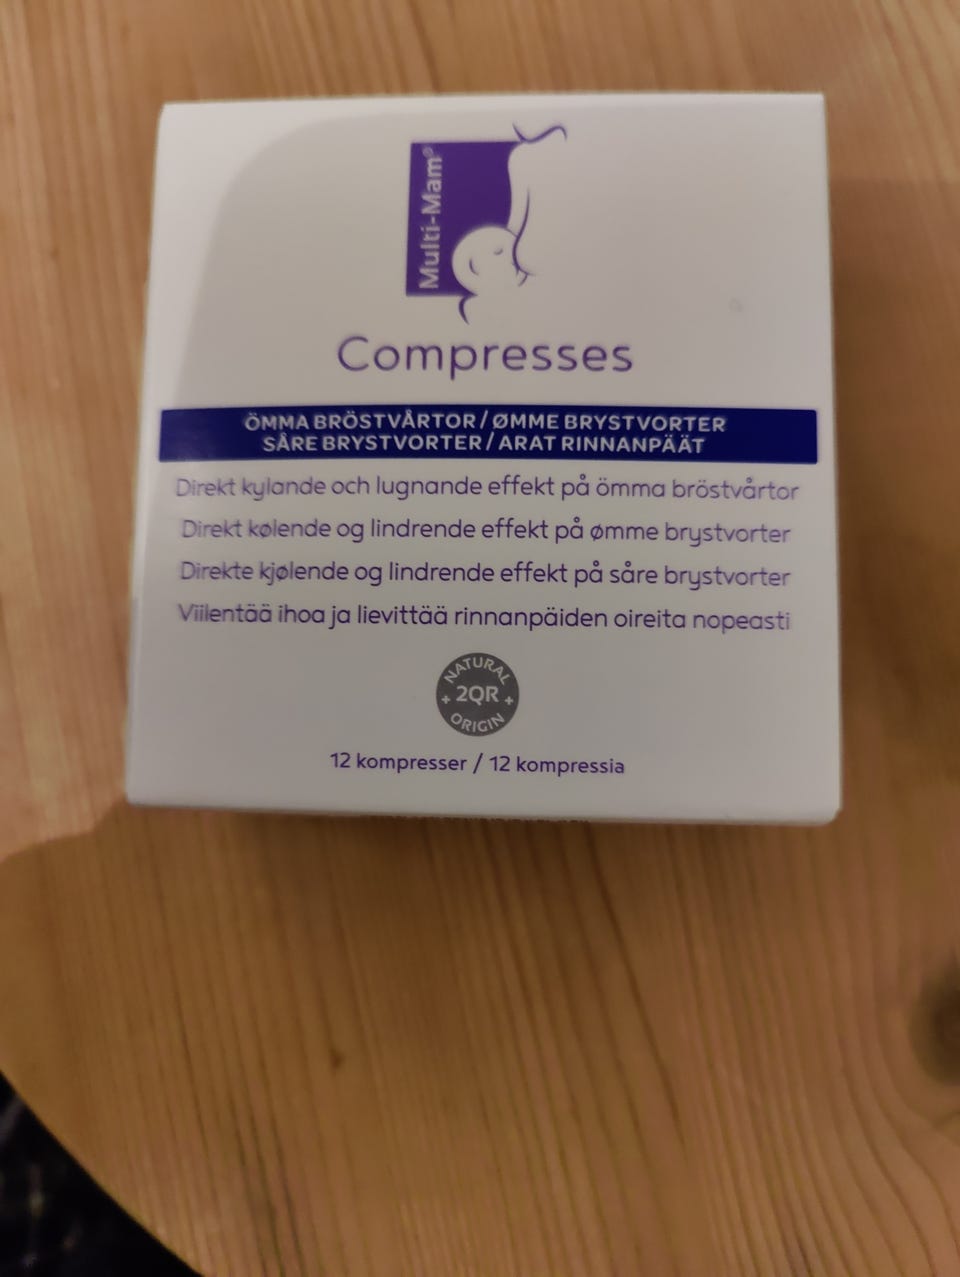 Multi-Mam®
Compresses
ÖMMA BRÖSTVÅRTOR / ØMME BRYSTVORTER
SÅRE BRYSTVORTER / ARAT RINNANPÄÄT
Direkt kylande och lugnande effekt på ömma bröstvårtor
Direkt kølende og lindrende effekt på ømme brystvorter
Direkte kjølende og lindrende effekt på såre brystvorter
Viilentää ihoa ja lievittää rinnanpäiden oireita nopeasti
NATURAL
+ 2QR +
ORIGIN
12 kompresser / 12 kompressia